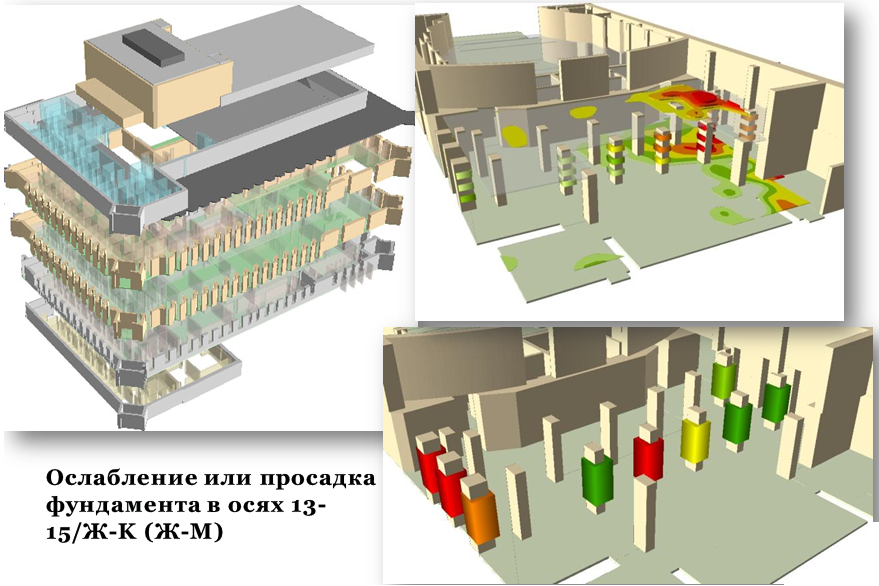 Ослабление или просадка
фундамента в осях 13-
15/Ж-К (Ж-М)